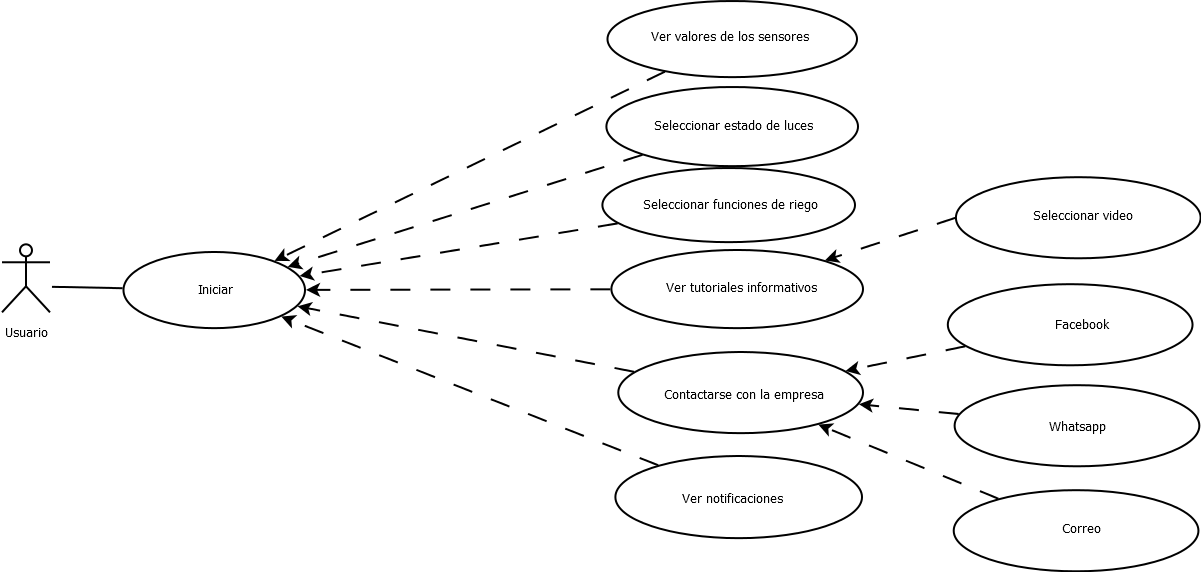 Ver valores de los sensores
Seleccionar estado de luces
Seleccionar funciones de riego
Seleccionar video
Iniciar
Ver tutoriales informativos
Usuario
Facebook
Contactarse con la empresa
Whatsapp
Ver notificaciones
Correo